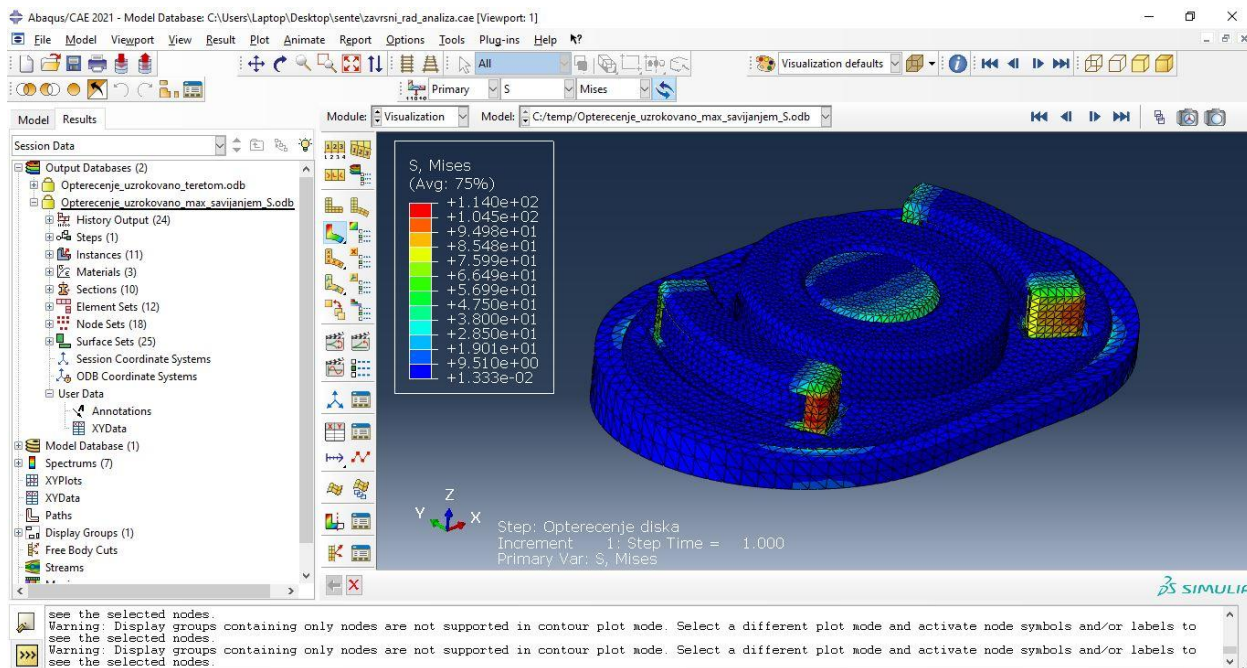 Abaqus/CAE 2021 - Model Database: C:\Users\Laptop\Desktop\sente\zavrsni_rad_analiza.cae [Viewport: 1]
File Model Viewport View Result Plot Animate Report Options Tools Plug-ins Help
All
Visualization defaults
Primary S Mises
Model Results
Module: Visualization Model: C:/temp/Opterecenje_uzrokovano_max_savijanjem_S.odb
Session Data
Output Databases (2)
Opterecenje_uzrokovano_teretom.odb
Opterecenje_uzrokovano_max_savijanjem_S.odb
History Output (24)
Steps (1)
Instances (11)
Materials (3)
Sections (10)
Element Sets (12)
Node Sets (18)
Surface Sets (25)
Session Coordinate Systems
ODB Coordinate Systems
User Data
Annotations
XYData
Model Database (1)
Spectrums (7)
XYPlots
XYData
Paths
Display Groups (1)
Free Body Cuts
Streams
S, Mises
(Avg: 75%)
+1.140e+02
+1.045e+02
+9.498e+01
+8.548e+01
+7.599e+01
+6.649e+01
+5.699e+01
+4.750e+01
+3.800e+01
+2.850e+01
+1.901e+01
+9.510e+00
+1.333e-02
Z
Y
X
Step: Opterecenje diska
Increment 1: Step Time = 1.000
Primary Var: S, Mises
SIMULIA
see the selected nodes.
Warning: Display groups containing only nodes are not supported in contour plot mode. Select a different plot mode and activate node symbols and/or labels to
see the selected nodes.
Warning: Display groups containing only nodes are not supported in contour plot mode. Select a different plot mode and activate node symbols and/or labels to
see the selected nodes.